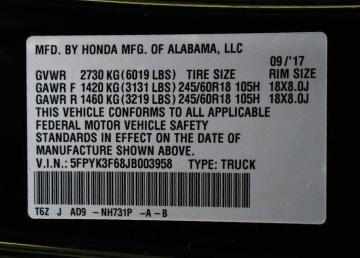 MFD. BY HONDA MFG. OF ALABAMA, LLC
09/'17
GVWR 2730 KG(6019 LBS) TIRE SIZE RIM SIZE
GAWR F 1420 KG(3131 LBS) 245/60R18 105H 18X8.0J
GAWR R 1460 KG(3219 LBS) 245/60R18 105H 18X8.0J
THIS VEHICLE CONFORMS TO ALL APPLICABLE
FEDERAL MOTOR VEHICLE SAFETY
STANDARDS IN EFFECT ON THE DATE OF
MANUFACTURE SHOWN ABOVE.
V.I.N.: 5FPYK3F68JB003958 TYPE: TRUCK
T6Z J AD9 -NH731P -A-B